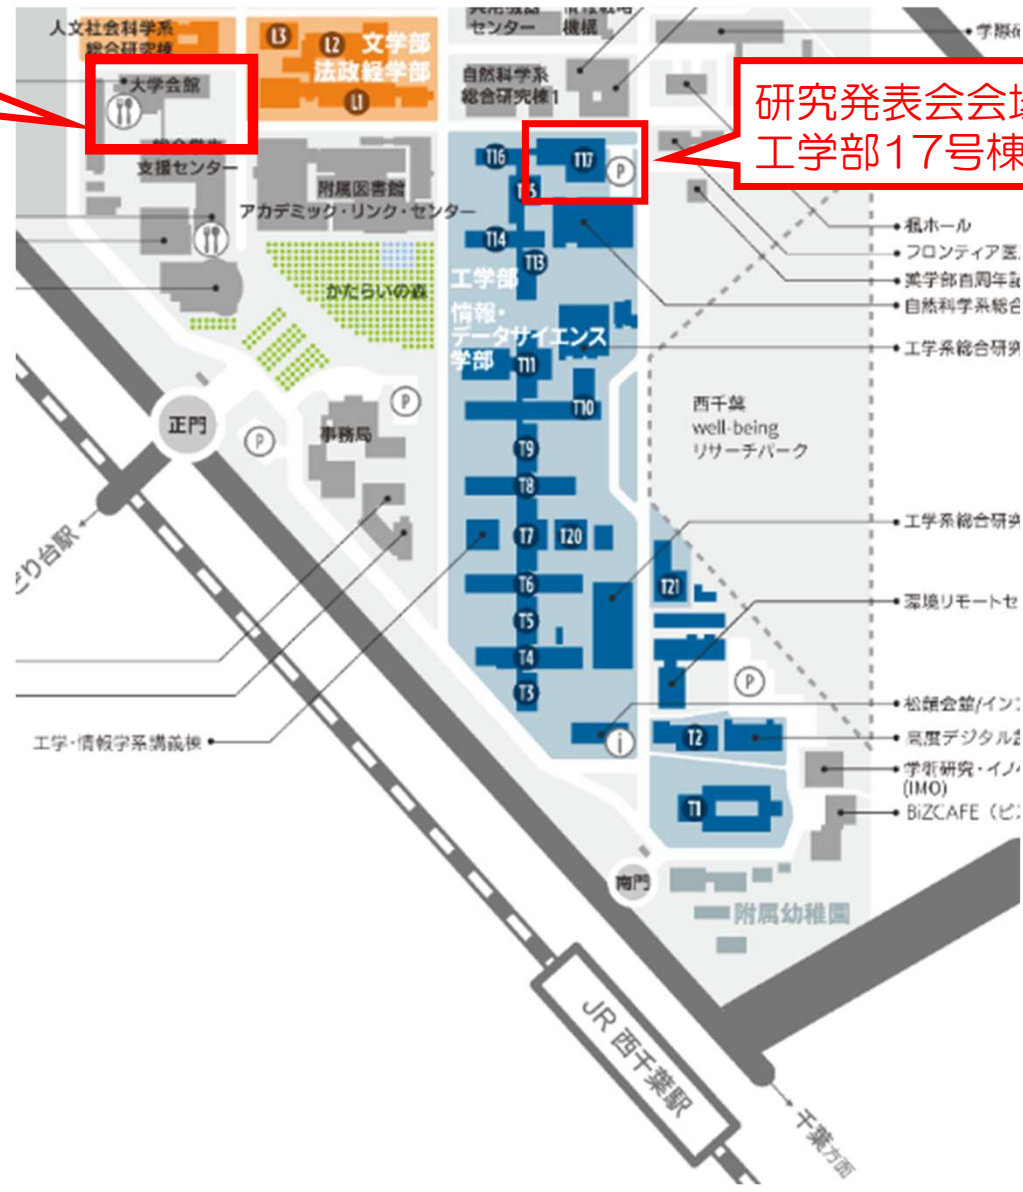 人文社会科学系
総合研究棟
L3
L2
文学部
法政経学部
L1
センター
機構
自然科学系
総合研究棟1
大学会館
支援センター
附属図書館
アカデミック・リンク・センター
かたらいの森
研究発表会会場
工学部17号棟
T16
T17
P
T15
T14
T13
工学部
情報・
データサイエンス
学部
T11
T10
T9
T8
T7
T20
T6
T5
T4
T3
T21
T2
T1
正門
P
P
事務局
西千葉
well-being
リサーチパーク
楓ホール
フロンティア医
薬学部百周年記
自然科学系総合
工学系総合研究
工学系総合研究
環境リモートセ
P
松韻会館/イン
高度デジタル
学術研究・イノ
(IMO)
BiZCAFE（ビ
工学・情報学系講義棟
i
南門
附属幼稚園
JR 西千葉駅
千葉方面